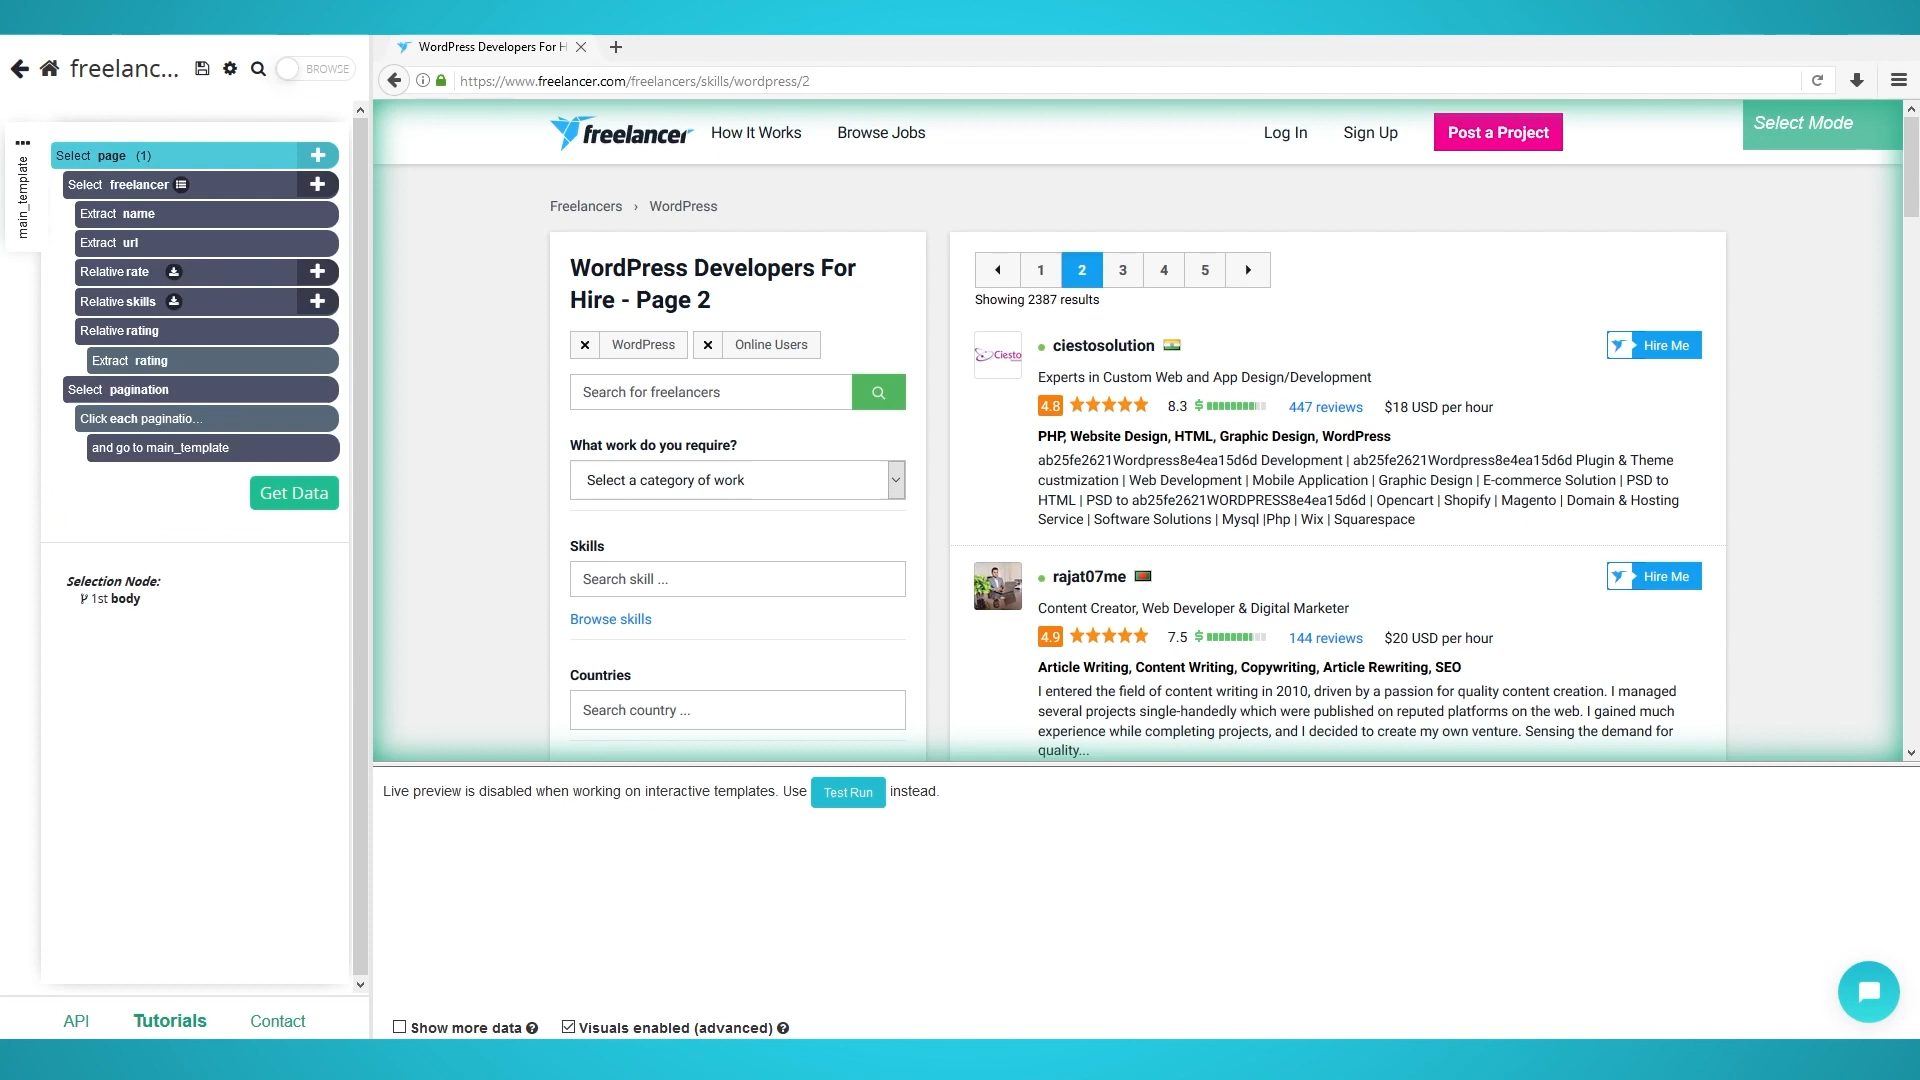 freelanc...
BROWSE
main_template
Select page (1)
Select freelancer
Extract name
Extract url
Relative rate
Relative skills
Relative rating
Extract rating
Select pagination
Click each paginatio...
and go to main_template
Get Data
Selection Node:
1st body
API Tutorials Contact
WordPress Developers For H
https://www.freelancer.com/freelancers/skills/wordpress/2
freelancer How It Works Browse Jobs Log In Sign Up Post a Project
Select Mode
Freelancers › WordPress
WordPress Developers For
Hire - Page 2
WordPress Online Users
Search for freelancers
What work do you require?
Select a category of work
Skills
Search skill ...
Browse skills
Countries
Search country ...
1 2 3 4 5
Showing 2387 results
Ciesto
ciestosolution
Hire Me
Experts in Custom Web and App Design/Development
4.8 8.3 $ 447 reviews $18 USD per hour
PHP, Website Design, HTML, Graphic Design, WordPress
ab25fe2621Wordpress8e4ea15d6d Development | ab25fe2621Wordpress8e4ea15d6d Plugin & Theme
custmization | Web Development | Mobile Application | Graphic Design | E-commerce Solution | PSD to
HTML | PSD to ab25fe2621WORDPRESS8e4ea15d6d | Opencart | Shopify | Magento | Domain & Hosting
Service | Software Solutions | Mysql |Php | Wix | Squarespace
rajat07me
Hire Me
Content Creator, Web Developer & Digital Marketer
4.9 7.5 $ 144 reviews $20 USD per hour
Article Writing, Content Writing, Copywriting, Article Rewriting, SEO
I entered the field of content writing in 2010, driven by a passion for quality content creation. I managed
several projects single-handedly which were published on reputed platforms on the web. I gained much
experience while completing projects, and I decided to create my own venture. Sensing the demand for
quality...
Live preview is disabled when working on interactive templates. Use Test Run instead.
Show more data ? Visuals enabled (advanced) ?